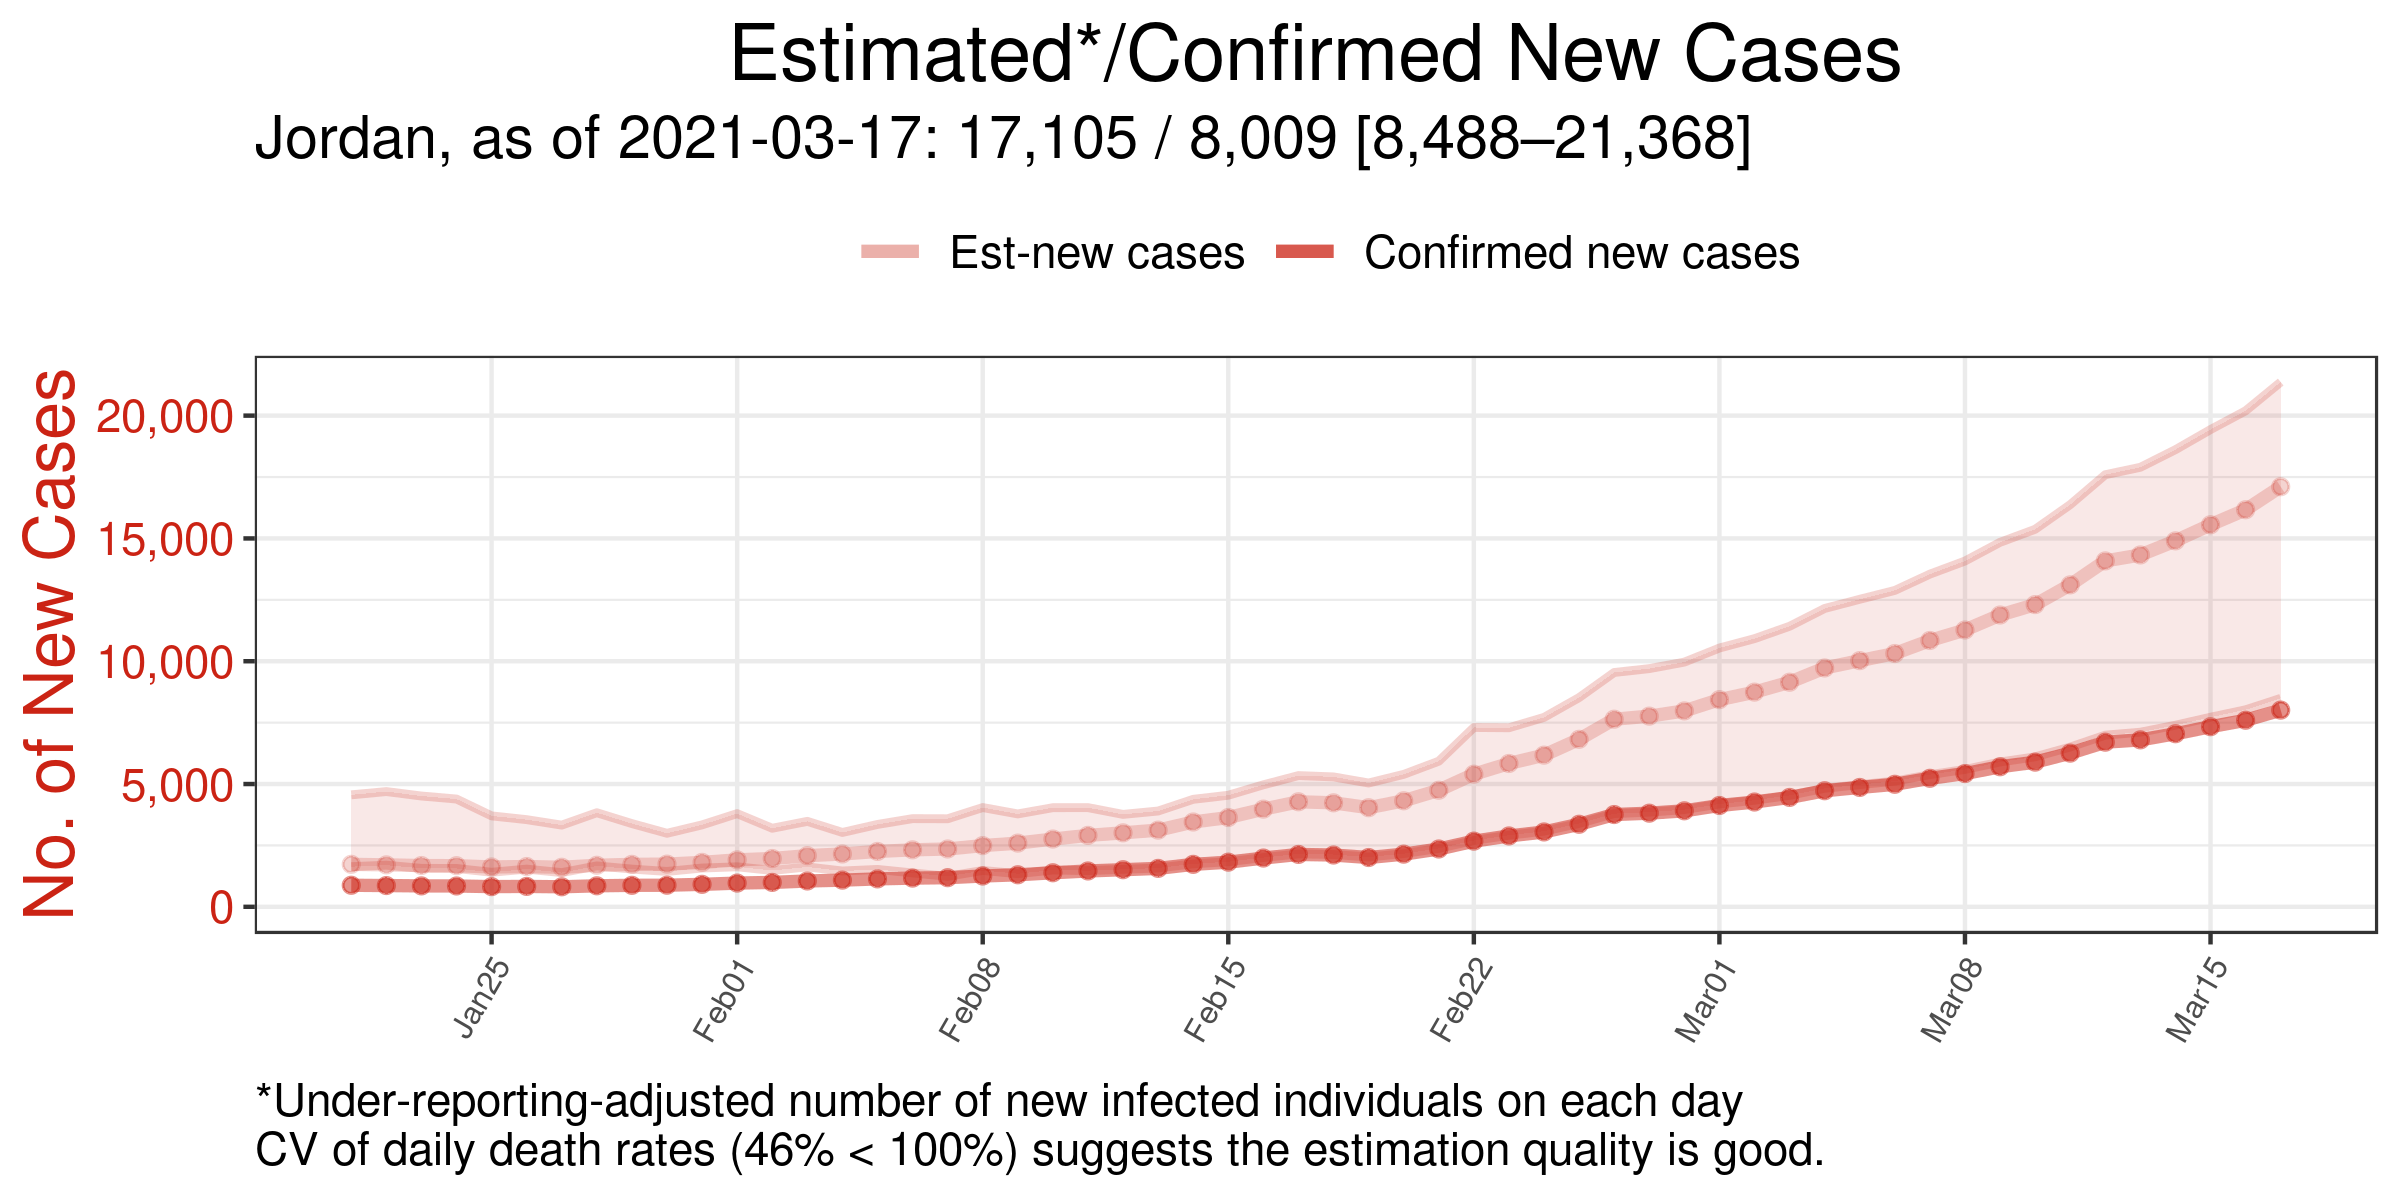 Estimated*/Confirmed New Cases
Jordan, as of 2021-03-17: 17,105 / 8,009 [8,488–21,368]
Est-new cases Confirmed new cases
No. of New Cases
20,000
15,000
10,000
5,000
0
Jan25 Feb01 Feb08 Feb15 Feb22 Mar01 Mar08 Mar15
*Under-reporting-adjusted number of new infected individuals on each day
CV of daily death rates (46% < 100%) suggests the estimation quality is good.